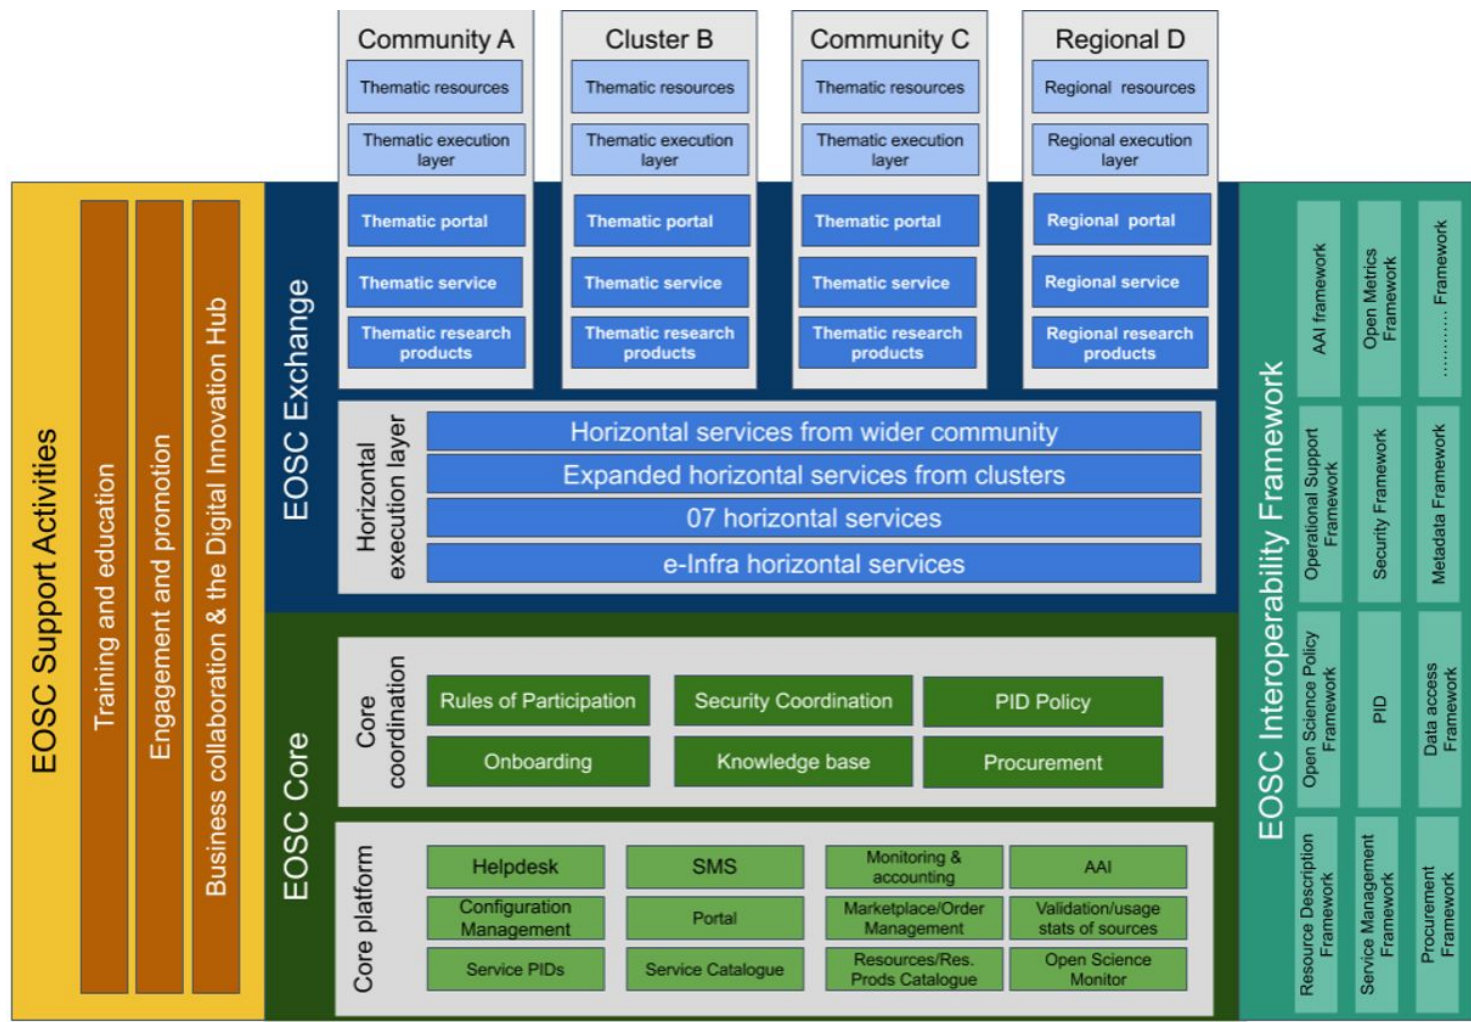 Community A
Thematic resources
Thematic execution
layer
Thematic portal
Thematic service
Thematic research
products
Cluster B
Thematic resources
Thematic execution
layer
Thematic portal
Thematic service
Thematic research
products
Community C
Thematic resources
Thematic execution
layer
Thematic portal
Thematic service
Thematic research
products
Regional D
Regional resources
Regional execution
layer
Regional portal
Regional service
Regional research
products
EOSC Support Activities
Training and education
Engagement and promotion
Business collaboration & the Digital Innovation Hub
EOSC Exchange
Horizontal
execution layer
Horizontal services from wider community
Expanded horizontal services from clusters
07 horizontal services
e-Infra horizontal services
EOSC Core
Core
coordination
Rules of Participation
Security Coordination
PID Policy
Onboarding
Knowledge base
Procurement
Core platform
Helpdesk
SMS
Monitoring &
accounting
AAI
Configuration
Management
Portal
Marketplace/Order
Management
Validation/usage
stats of sources
Service PIDs
Service Catalogue
Resources/Res.
Prods Catalogue
Open Science
Monitor
EOSC Interoperability Framework
AAI framework
Open Metrics
Framework
........... Framework
Operational Support
Framework
Security Framework
Metadata Framework
Open Science Policy
Framework
PID
Data access
Framework
Resource Description
Framework
Service Management
Framework
Procurement
Framework